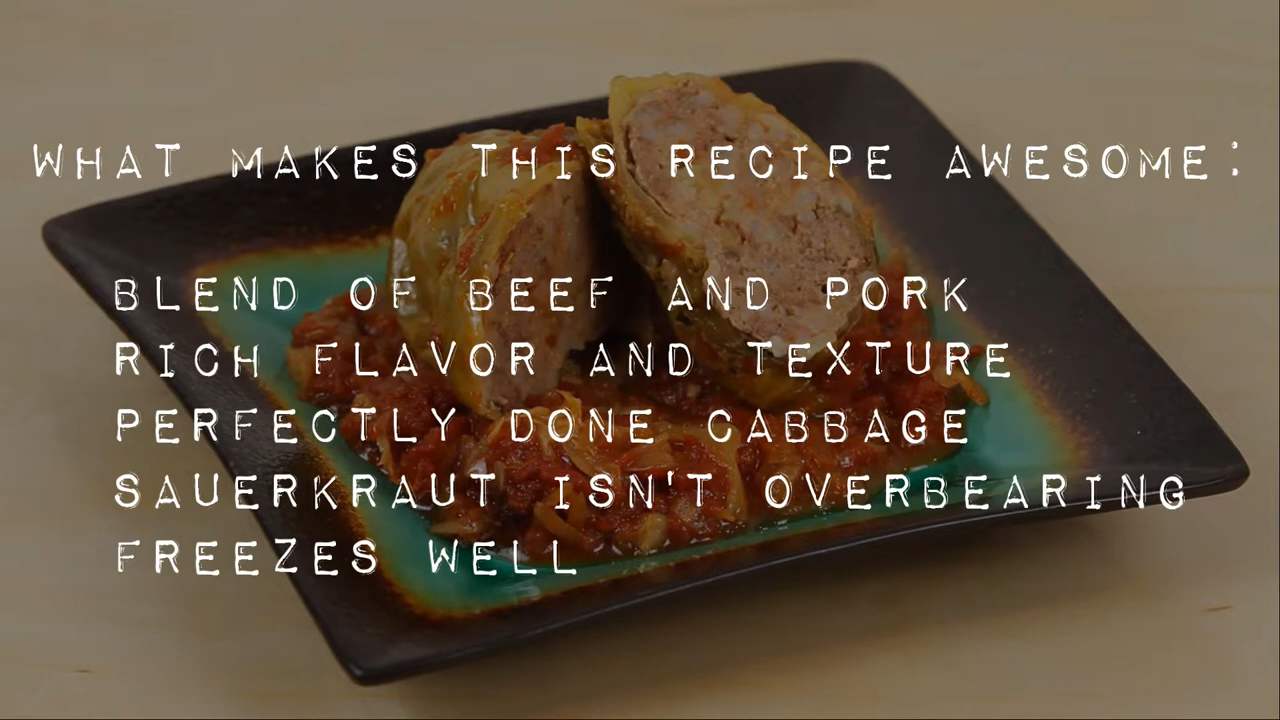 WHAT MAKES THIS RECIPE AWESOME:
BLEND OF BEEF AND PORK
RICH FLAVOR AND TEXTURE
PERFECTLY DONE CABBAGE
SAUERKRAUT ISN'T OVERBEARING
FREEZES WELL